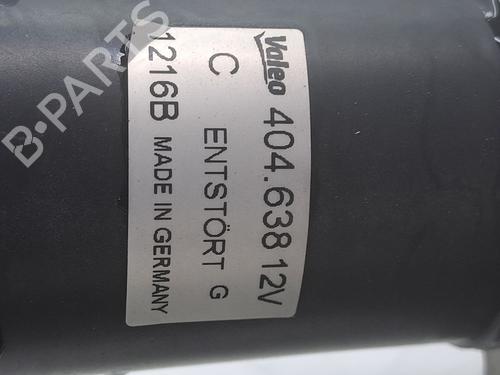 Valeo 404.638 12V
C ENTSTÖRT G
1216B MADE IN GERMANY
B-PARTS